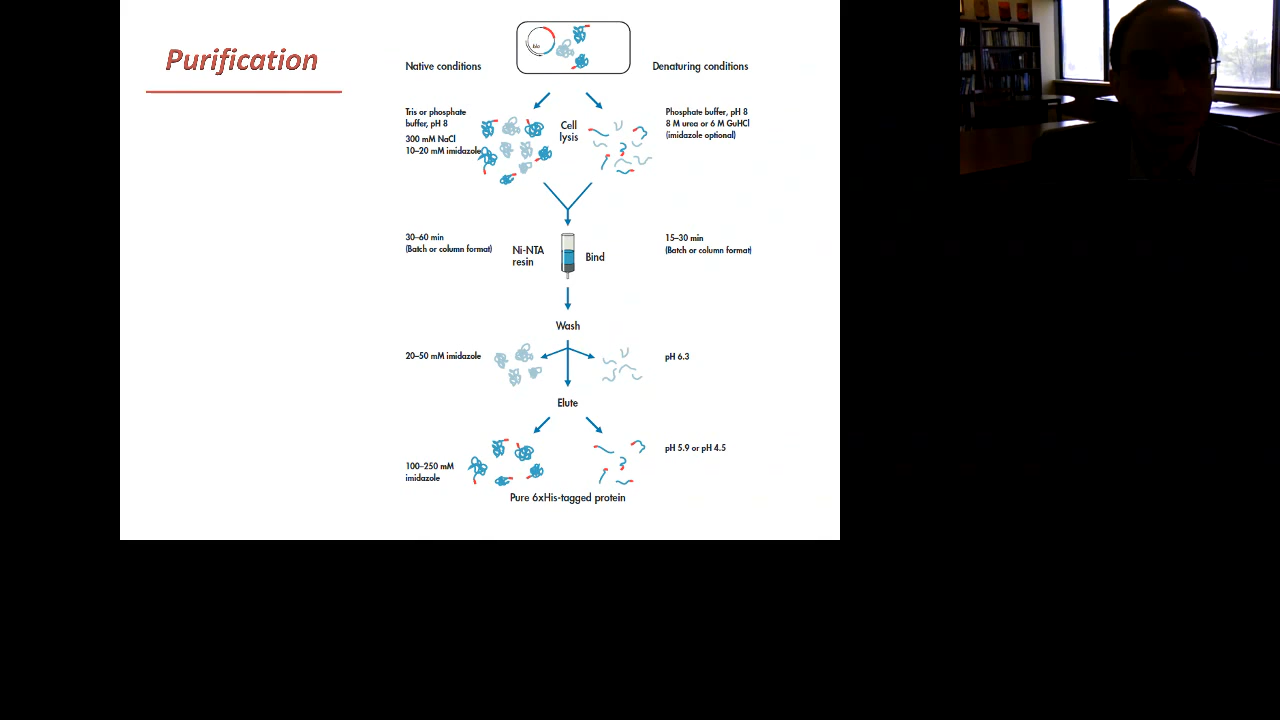 Purification
Native conditions
Denaturing conditions
Tris or phosphate
buffer, pH 8
300 mM NaCl
10–20 mM imidazole
Cell
lysis
Phosphate buffer, pH 8
8 M urea or 6 M GuHCl
(imidazole optional)
30–60 min
(Batch or column format)
Ni-NTA
resin
Bind
15–30 min
(Batch or column format)
Wash
20–50 mM imidazole
pH 6.3
Elute
100–250 mM
imidazole
pH 5.9 or pH 4.5
Pure 6xHis-tagged protein